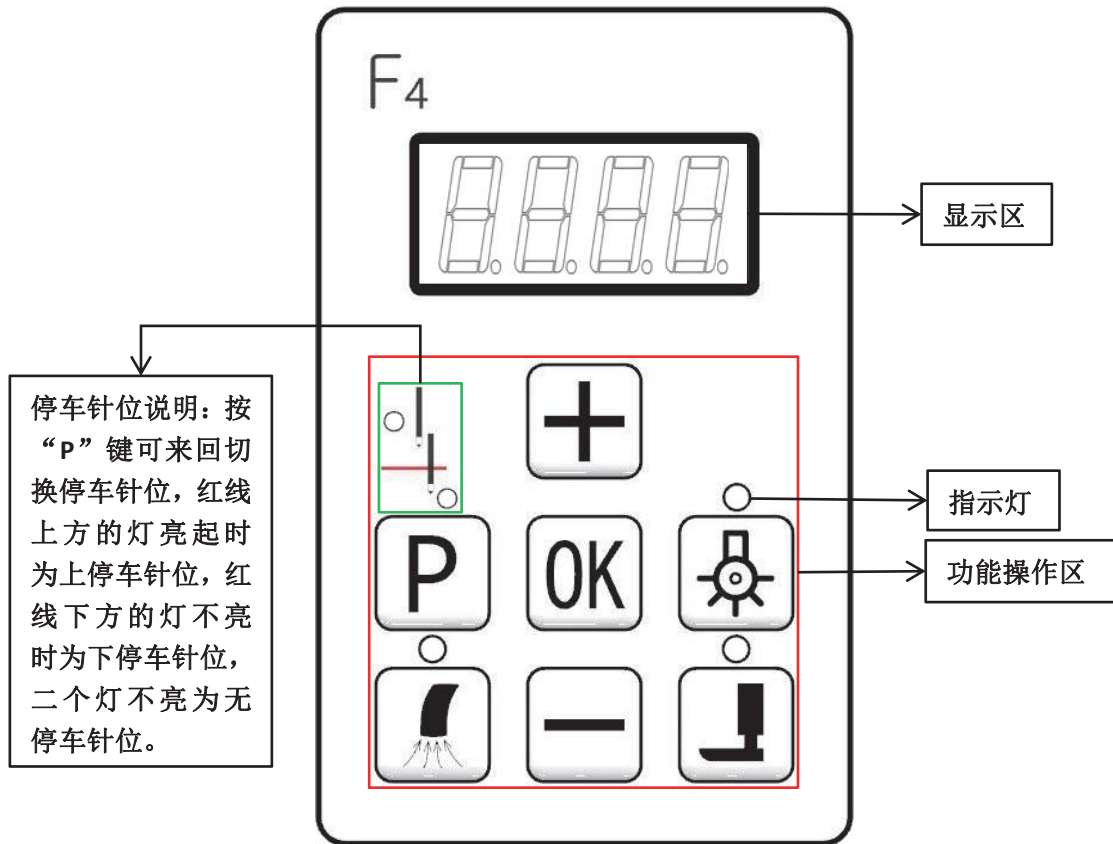 F4
显示区
停车针位说明：按
“P”键可来回切
换停车针位，红线
上方的灯亮起时
为上停车针位，红
线下方的灯不亮
时为下停车针位，
二个灯不亮为无
停车针位。
指示灯
P
OK
功能操作区